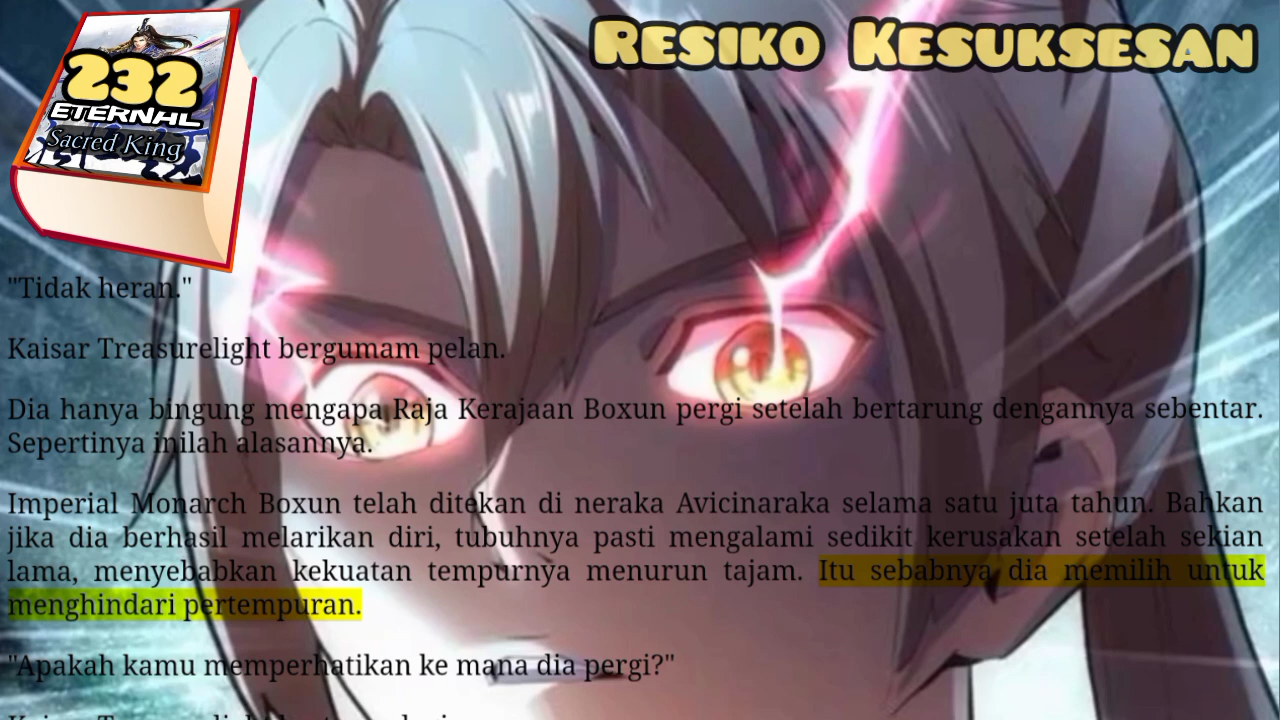 232
ETERNAL
Sacred King
Resiko Kesuksesan
"Tidak heran."
Kaisar Treasurelight bergumam pelan.
Dia hanya bingung mengapa Raja Kerajaan Boxun pergi setelah bertarung dengannya sebentar.
Sepertinya inilah alasannya.
Imperial Monarch Boxun telah ditekan di neraka Avicinaraka selama satu juta tahun. Bahkan
jika dia berhasil melarikan diri, tubuhnya pasti mengalami sedikit kerusakan setelah sekian
lama, menyebabkan kekuatan tempurnya menurun tajam. Itu sebabnya dia memilih untuk
menghindari pertempuran.
"Apakah kamu memperhatikan ke mana dia pergi?"